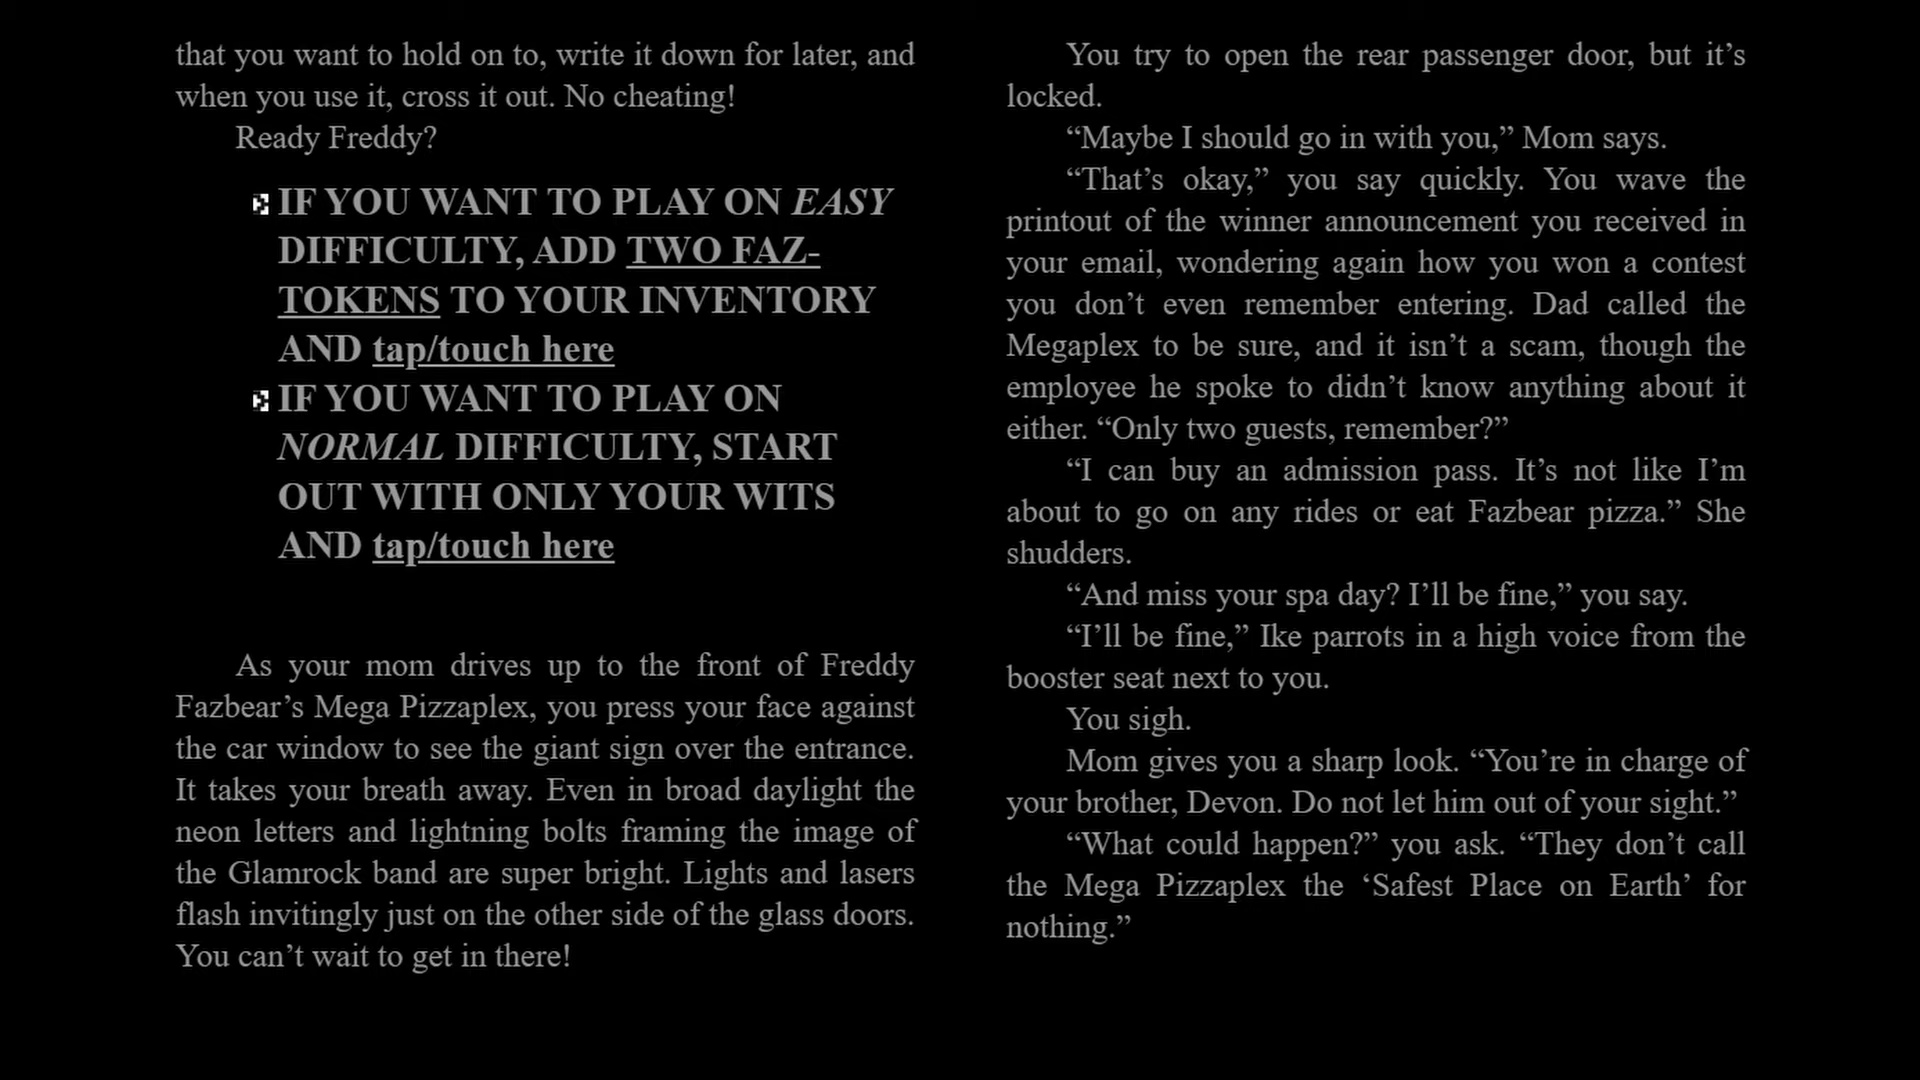 that you want to hold on to, write it down for later, and
when you use it, cross it out. No cheating!
Ready Freddy?
IF YOU WANT TO PLAY ON EASY
DIFFICULTY, ADD TWO FAZ-
TOKENS TO YOUR INVENTORY
AND tap/touch here
IF YOU WANT TO PLAY ON
NORMAL DIFFICULTY, START
OUT WITH ONLY YOUR WITS
AND tap/touch here
As your mom drives up to the front of Freddy
Fazbear’s Mega Pizzaplex, you press your face against
the car window to see the giant sign over the entrance.
It takes your breath away. Even in broad daylight the
neon letters and lightning bolts framing the image of
the Glamrock band are super bright. Lights and lasers
flash invitingly just on the other side of the glass doors.
You can’t wait to get in there!
You try to open the rear passenger door, but it’s
locked.
“Maybe I should go in with you,” Mom says.
“That’s okay,” you say quickly. You wave the
printout of the winner announcement you received in
your email, wondering again how you won a contest
you don’t even remember entering. Dad called the
Megaplex to be sure, and it isn’t a scam, though the
employee he spoke to didn’t know anything about it
either. “Only two guests, remember?”
“I can buy an admission pass. It’s not like I’m
about to go on any rides or eat Fazbear pizza.” She
shudders.
“And miss your spa day? I’ll be fine,” you say.
“I’ll be fine,” Ike parrots in a high voice from the
booster seat next to you.
You sigh.
Mom gives you a sharp look. “You’re in charge of
your brother, Devon. Do not let him out of your sight.”
“What could happen?” you ask. “They don’t call
the Mega Pizzaplex the ‘Safest Place on Earth’ for
nothing.”